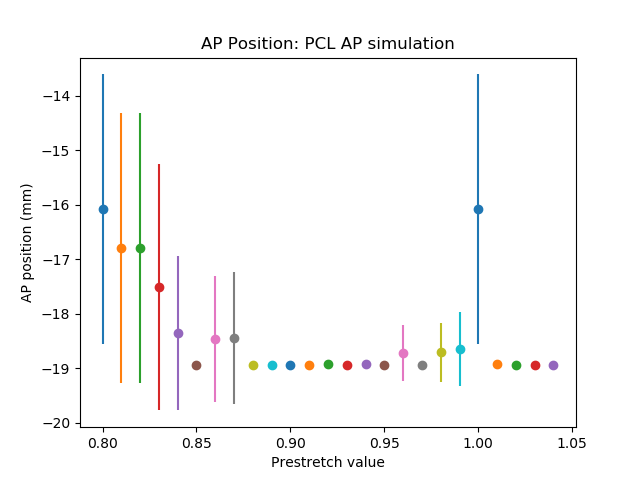 AP Position: PCL AP simulation
AP position (mm)
−14
−15
−16
−17
−18
−19
−20
0.80 0.85 0.90 0.95 1.00 1.05
Prestretch value